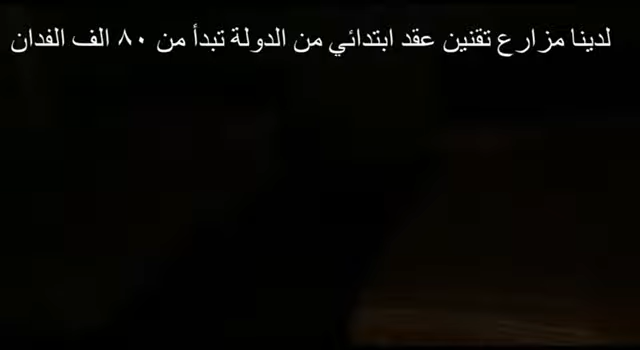 لدينا مزارع تقنين عقد ابتدائي من الدولة تبدأ من ٨٠ الف الفدان